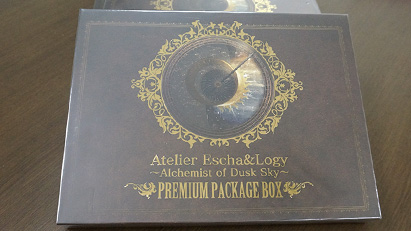 Atelier Escha&Logy
~Alchemist of Dusk Sky~
PREMIUM PACKAGE BOX